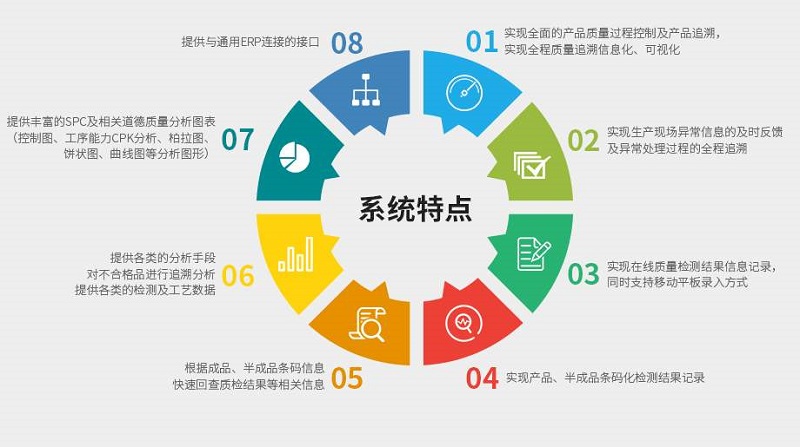 系统特点
01
实现全面的产品质量过程控制及产品追溯，
实现全程质量追溯信息化、可视化
02
实现生产现场异常信息的及时反馈
及异常处理过程的全程追溯
03
实现在线质量检测结果信息记录，
同时支持移动平板录入方式
04
实现产品、半成品条码化检测结果记录
05
根据成品、半成品条码信息
快速回查质检结果等相关信息
06
提供各类的分析手段
对不合格品进行追溯分析
提供各类的检测及工艺数据
07
提供丰富的SPC及相关道德质量分析图表
（控制图、工序能力CPK分析、柏拉图、
饼状图、曲线图等分析图形）
08
提供与通用ERP连接的接口